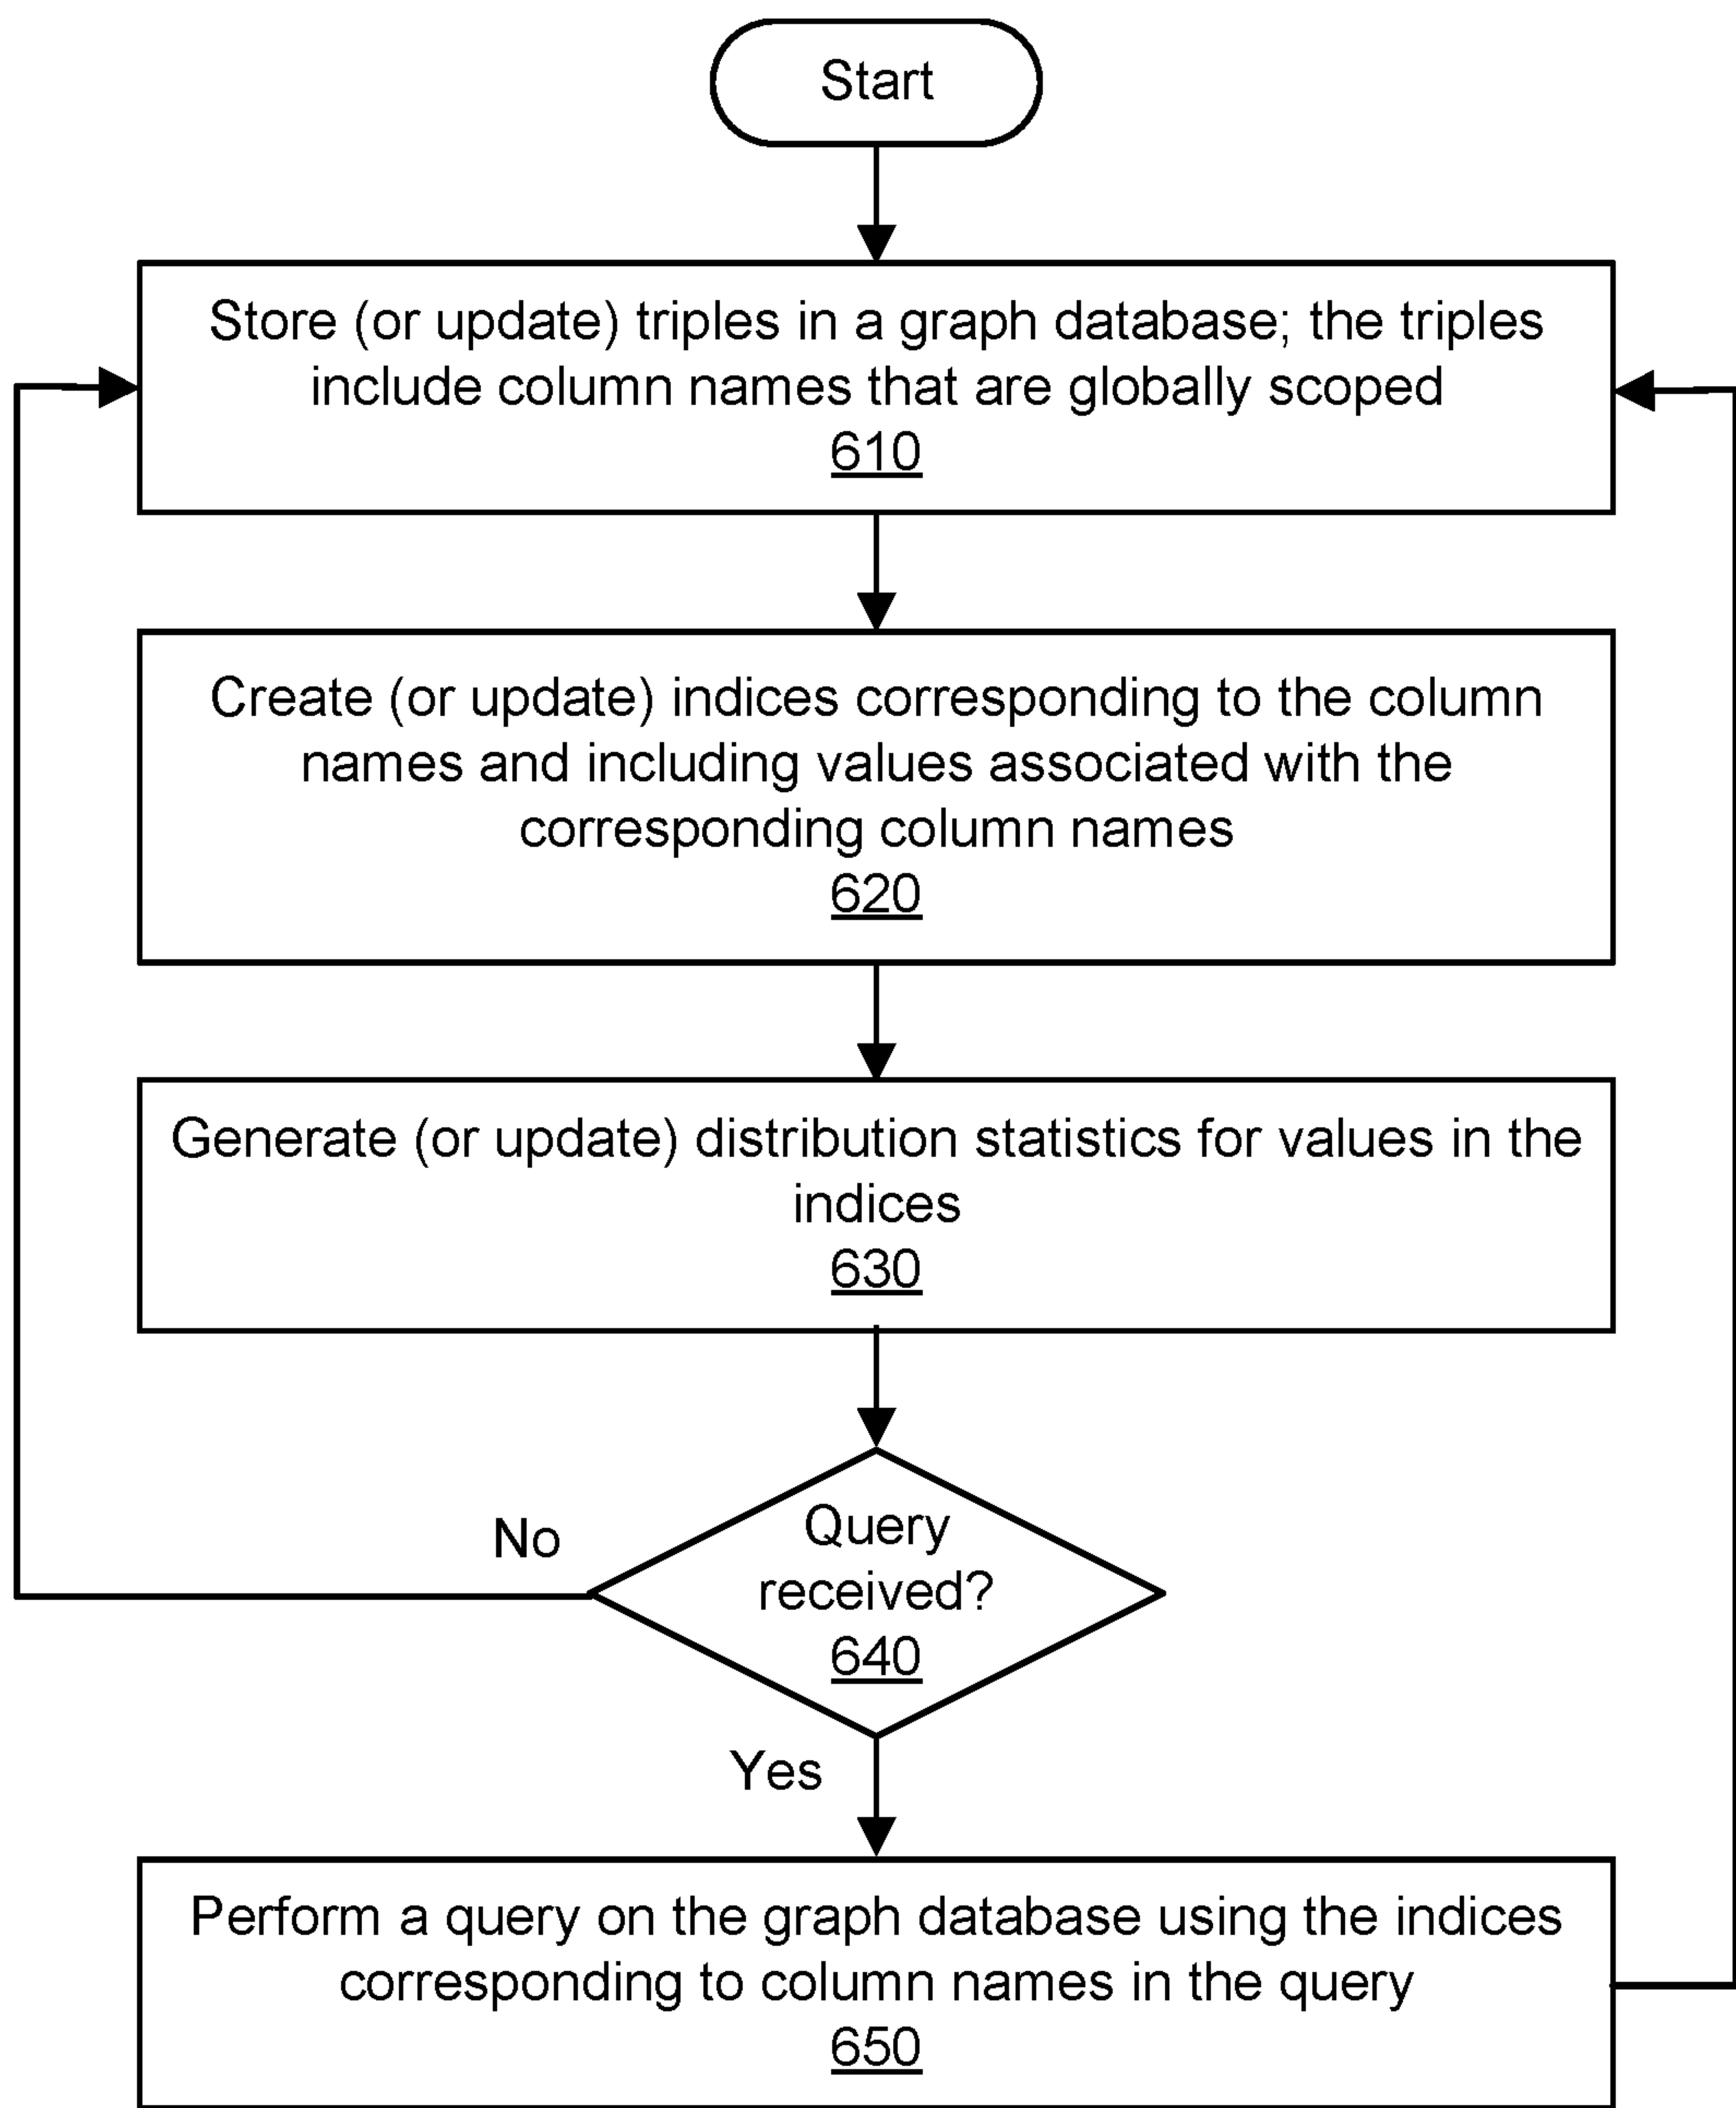 Start
Store (or update) triples in a graph database; the triples
include column names that are globally scoped
610
Create (or update) indices corresponding to the column
names and including values associated with the
corresponding column names
620
Generate (or update) distribution statistics for values in the
indices
630
Query
received?
640
No
Yes
Perform a query on the graph database using the indices
corresponding to column names in the query
650